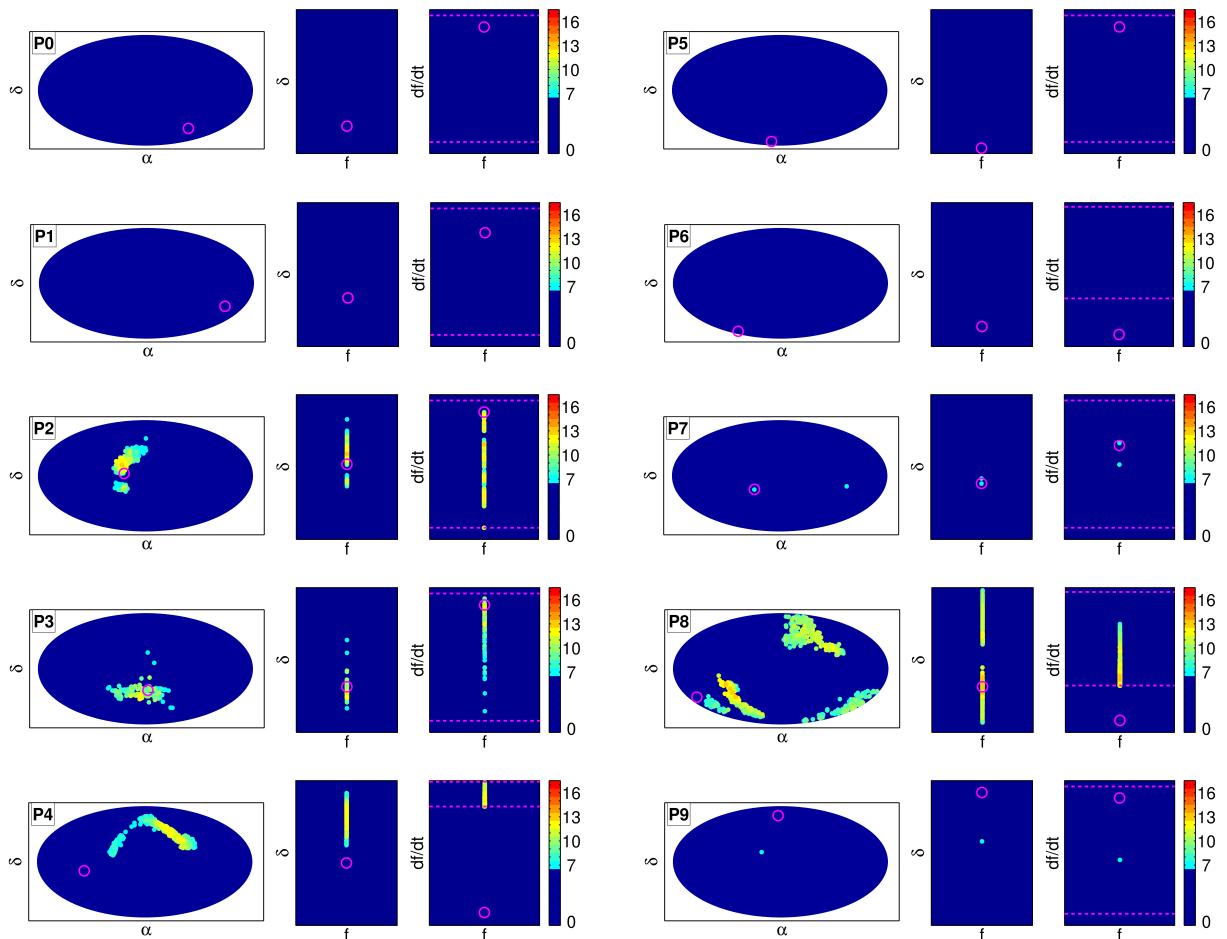 P0 δ α δ f df/dt f 16 13 10 7 0
P5 δ α δ f df/dt f 16 13 10 7 0
P1 δ α δ f df/dt f 16 13 10 7 0
P6 δ α δ f df/dt f 16 13 10 7 0
P2 δ α δ f df/dt f 16 13 10 7 0
P7 δ α δ f df/dt f 16 13 10 7 0
P3 δ α δ f df/dt f 16 13 10 7 0
P8 δ α δ f df/dt f 16 13 10 7 0
P4 δ α δ f df/dt f 16 13 10 7 0
P9 δ α δ f df/dt f 16 13 10 7 0